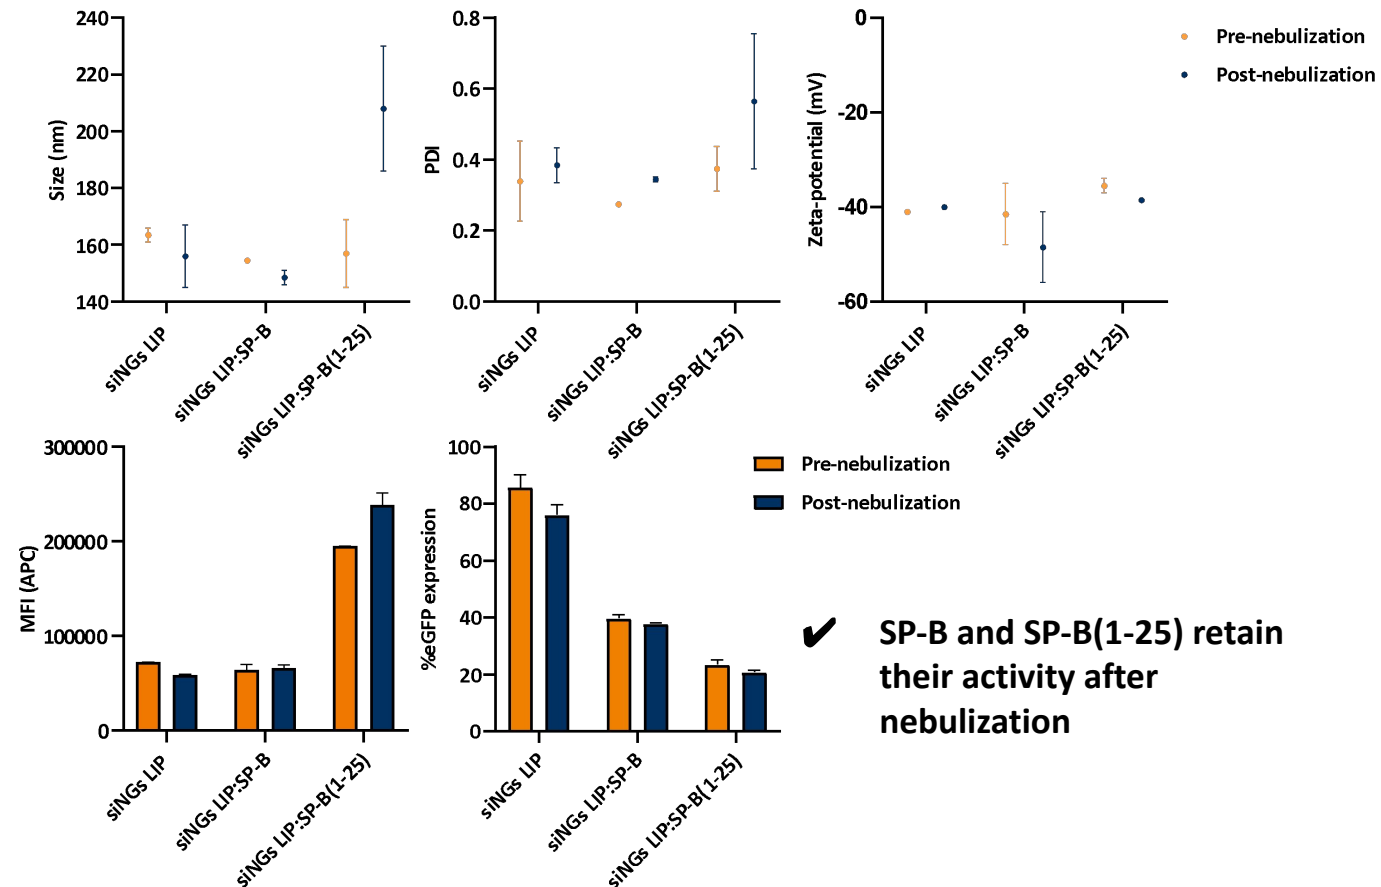 240
220
200
180
160
140
Size (nm)
siNGs LIP
siNGs LIP:SP-B
siNGs LIP:SP-B(1-25)
0.8
0.6
0.4
0.2
0.0
PDI
siNGs LIP
siNGs LIP:SP-B
siNGs LIP:SP-B(1-25)
0
-20
-40
-60
Zeta-potential (mV)
siNGs LIP
siNGs LIP:SP-B
siNGs LIP:SP-B(1-25)
Pre-nebulization
Post-nebulization
300000
200000
100000
0
MFI (APC)
siNGs LIP
siNGs LIP:SP-B
siNGs LIP:SP-B(1-25)
100
80
60
40
20
0
%eGFP expression
siNGs LIP
siNGs LIP:SP-B
siNGs LIP:SP-B(1-25)
Pre-nebulization
Post-nebulization
✔ SP-B and SP-B(1-25) retain
their activity after
nebulization